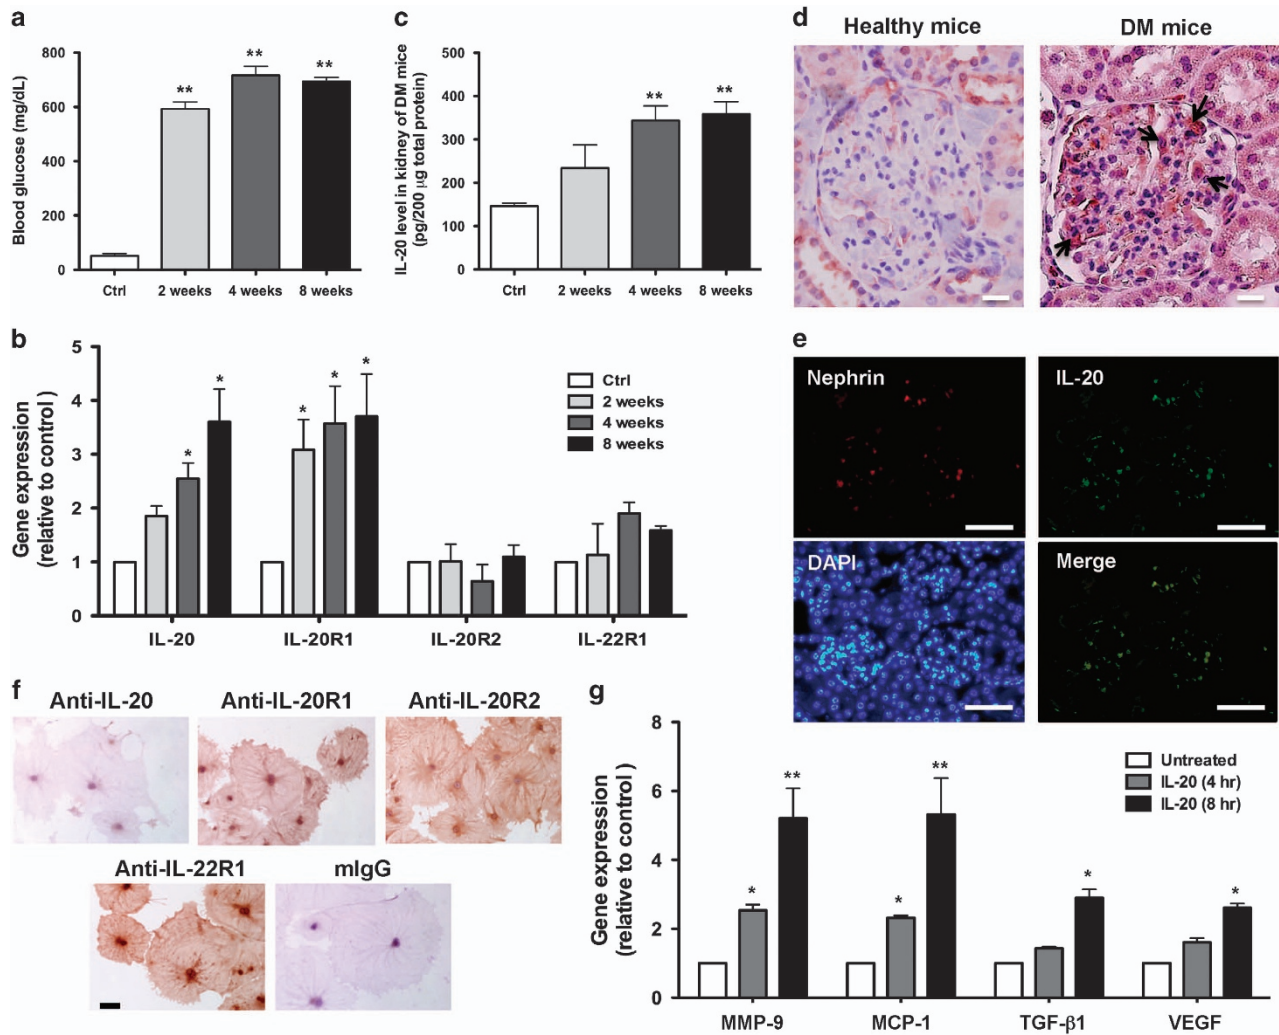 a
Blood glucose (mg/dL)
800
600
400
200
0
**
**
**
Ctrl
2 weeks
4 weeks
8 weeks
c
IL-20 level in kidney of DM mice
(pg/200 µg total protein)
500
400
300
200
100
0
**
**
Ctrl
2 weeks
4 weeks
8 weeks
d
Healthy mice
DM mice
b
Gene expression
(relative to control)
5
4
3
2
1
0
*
*
*
*
*
Ctrl
2 weeks
4 weeks
8 weeks
IL-20
IL-20R1
IL-20R2
IL-22R1
e
Nephrin
IL-20
DAPI
Merge
f
Anti-IL-20
Anti-IL-20R1
Anti-IL-20R2
Anti-IL-22R1
mIgG
g
Gene expression
(relative to control)
8
6
4
2
0
*
**
*
**
*
*
Untreated
IL-20 (4 hr)
IL-20 (8 hr)
MMP-9
MCP-1
TGF-β1
VEGF